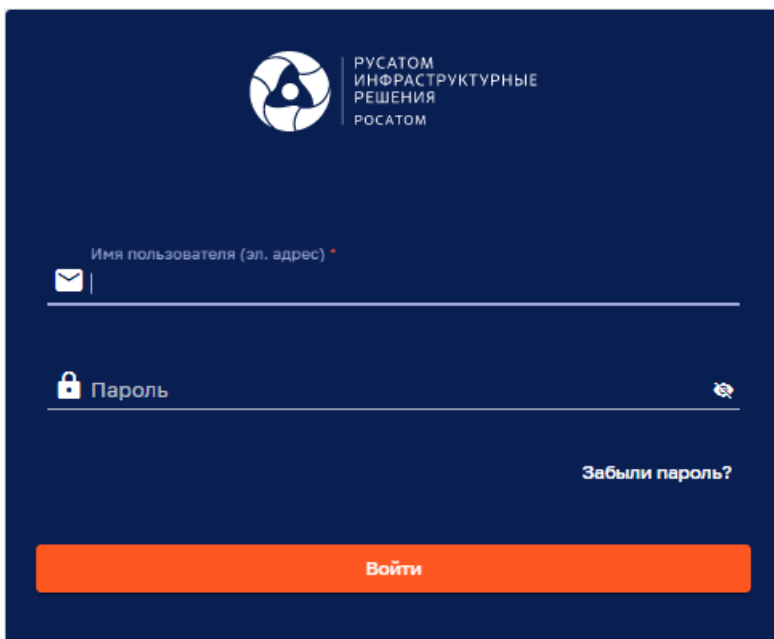 РУСАТОМ
ИНФРАСТРУКТУРНЫЕ
РЕШЕНИЯ
РОСАТОМ
Имя пользователя (эл. адрес) *
Пароль
Забыли пароль?
Войти